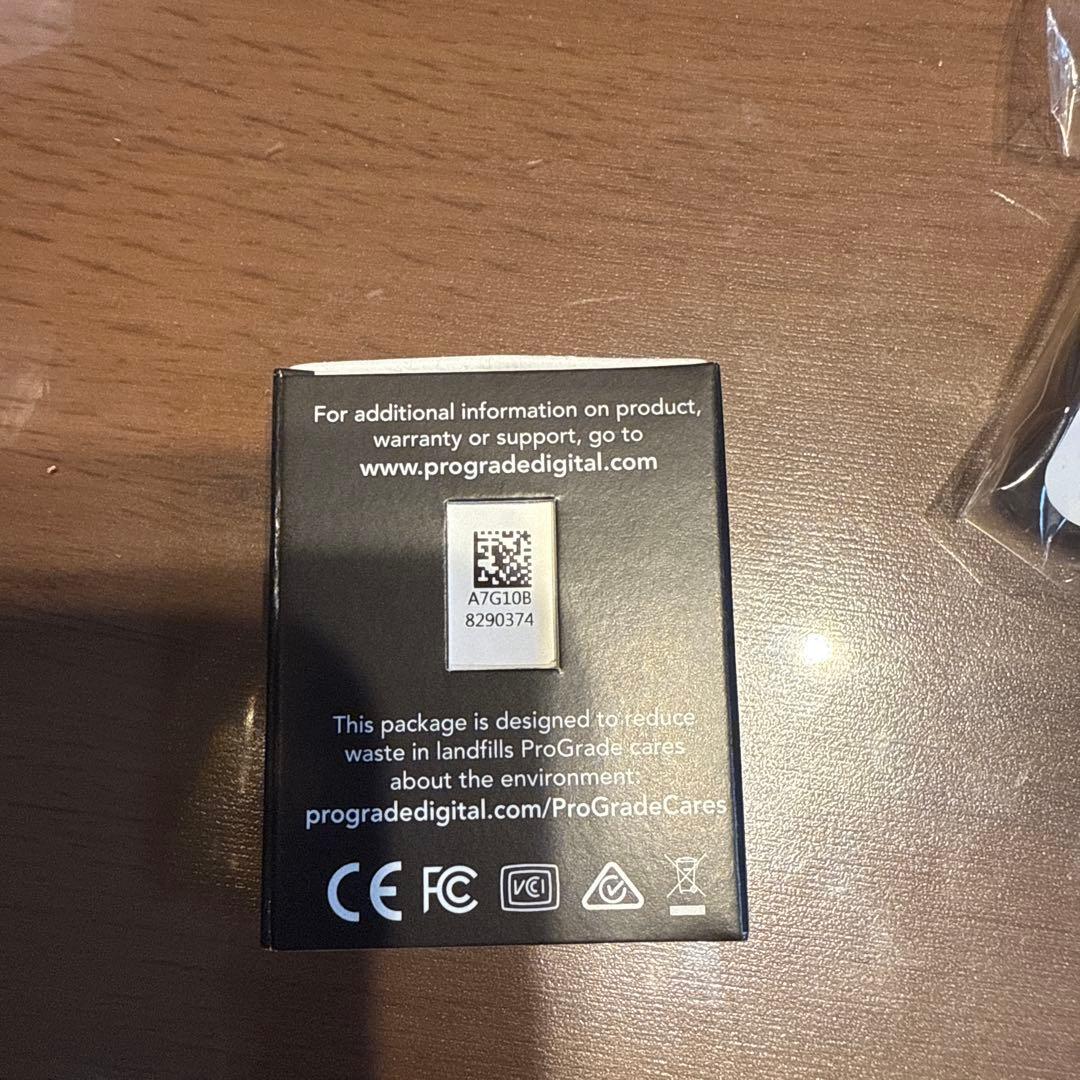 For additional information on product,
warranty or support, go to
www.progradedigital.com
A7G10B
8290374
This package is designed to reduce
waste in landfills ProGrade cares
about the environment:
progradedigital.com/ProGradeCares
CE FC VCI